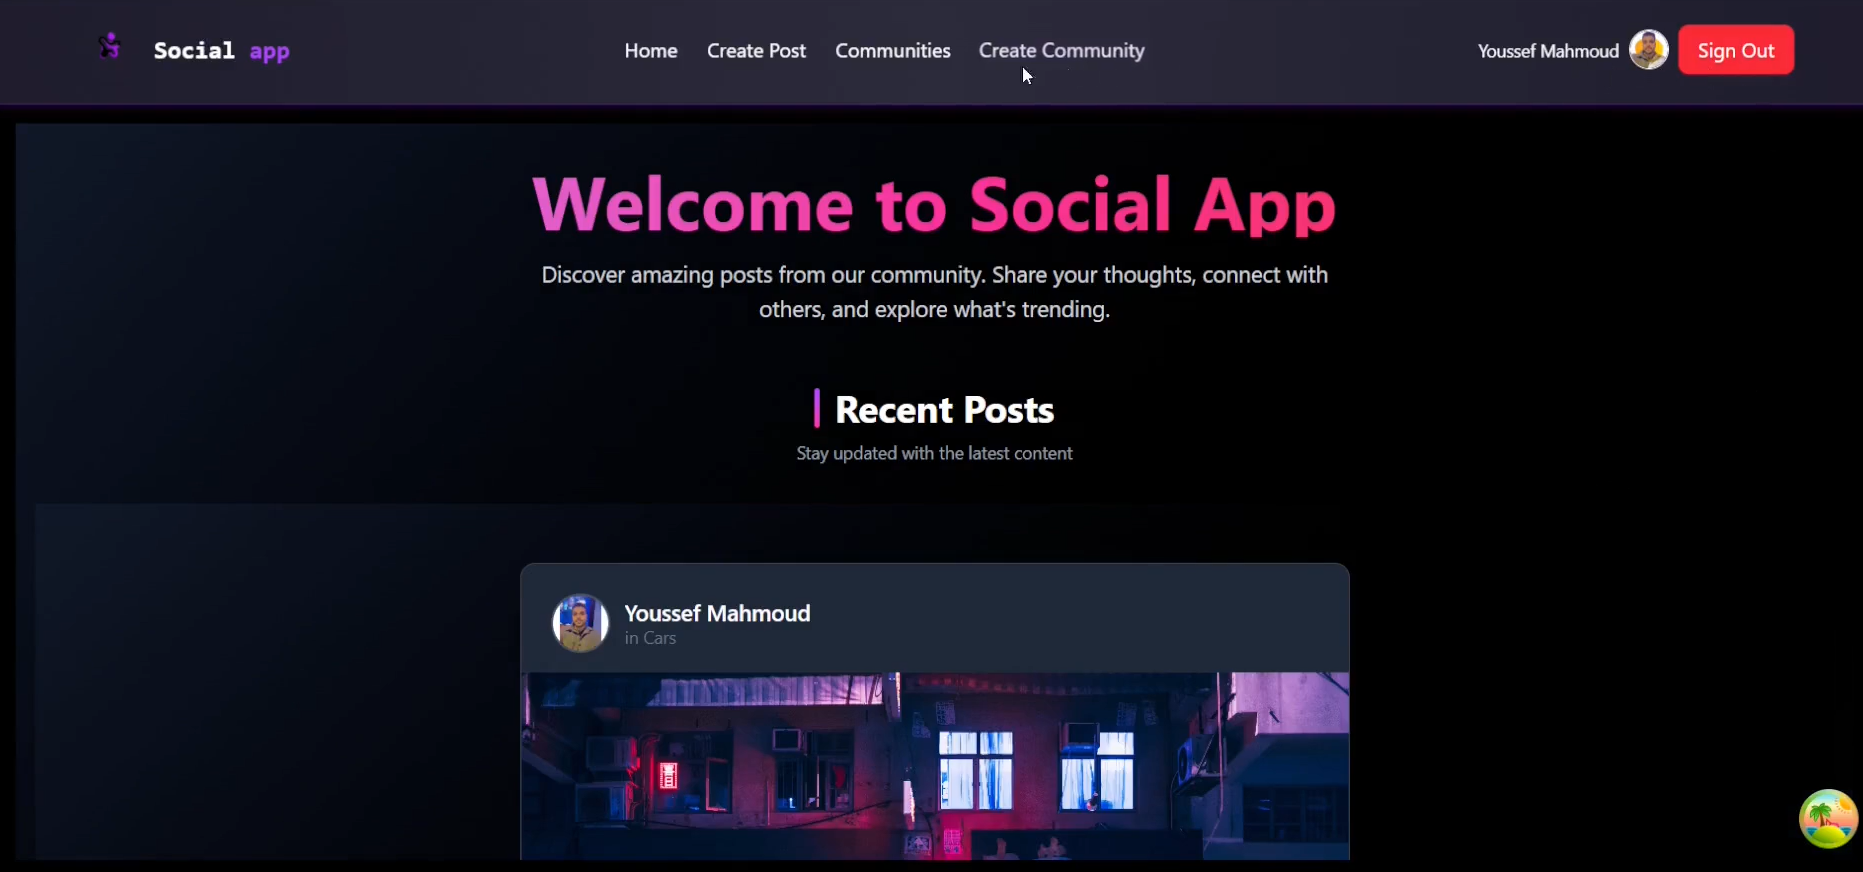 Social app
Home
Create Post
Communities
Create Community
Youssef Mahmoud
Sign Out
Welcome to Social App
Discover amazing posts from our community. Share your thoughts, connect with
others, and explore what's trending.
Recent Posts
Stay updated with the latest content
Youssef Mahmoud
in Cars